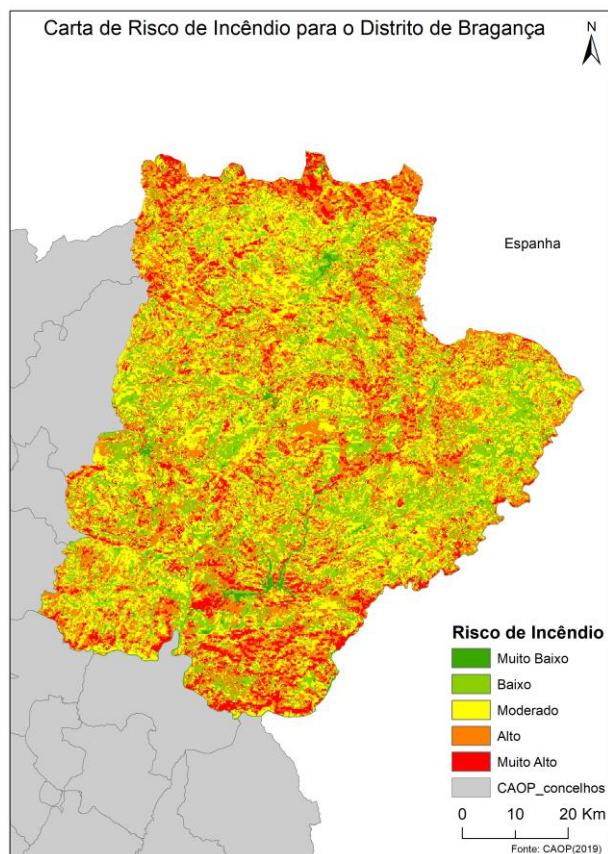 Carta de Risco de Incêndio para o Distrito de Bragança
N
Espanha
Risco de Incêndio
Muito Baixo
Baixo
Moderado
Alto
Muito Alto
CAOP_concelhos
0 10 20 Km
Fonte: CAOP(2019)